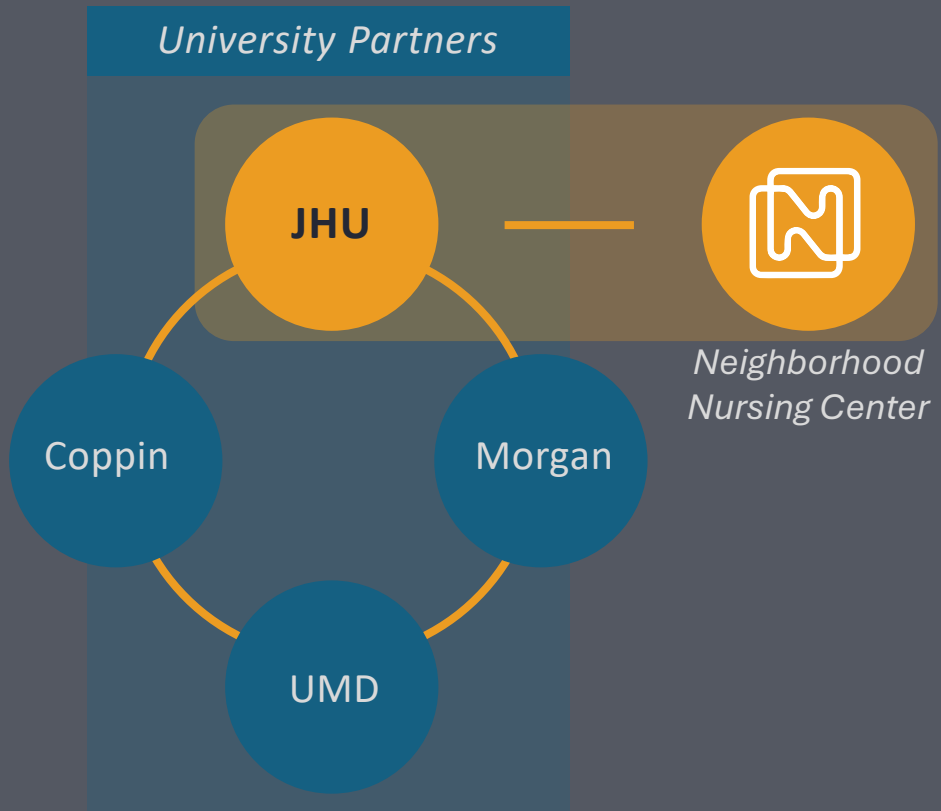 University Partners
JHU
Neighborhood
Nursing Center
Coppin
Morgan
UMD